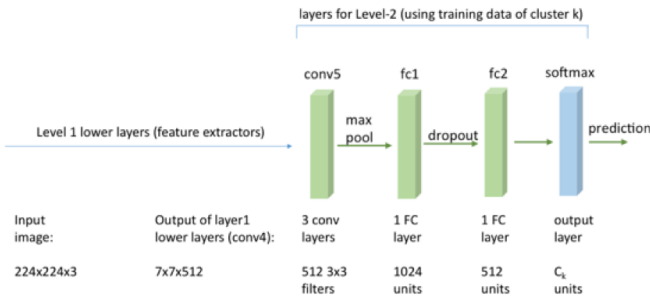 layers for Level-2 (using training data of cluster k)
conv5
fc1
fc2
softmax
Level 1 lower layers (feature extractors)
max
pool
dropout
prediction
Input
image:
Output of layer1
lower layers (conv4):
3 conv
layers
1 FC
layer
1 FC
layer
output
layer
224x224x3
7x7x512
512 3x3
filters
1024
units
512
units
Cₖ
units